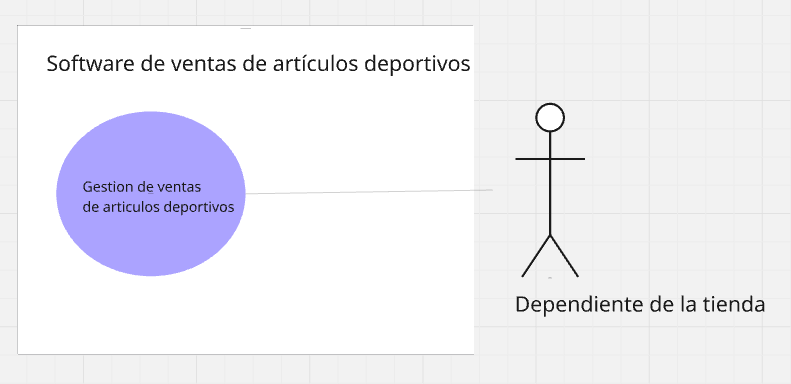 Software de ventas de artículos deportivos
Gestion de ventas
de articulos deportivos
Dependiente de la tienda